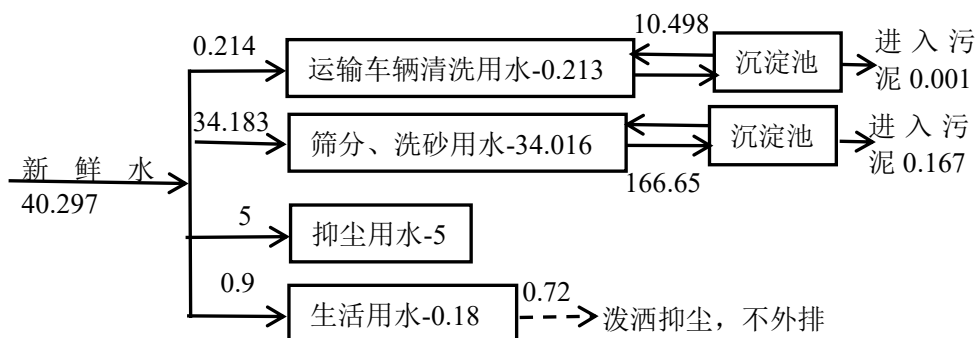 10.498
0.214
运输车辆清洗用水-0.213
沉淀池
进入污
泥 0.001
34.183
筛分、洗砂用水-34.016
沉淀池
进入污
泥 0.167
166.65
新鲜水
40.297
5
抑尘用水-5
0.9
生活用水-0.18
0.72
泼洒抑尘，不外排